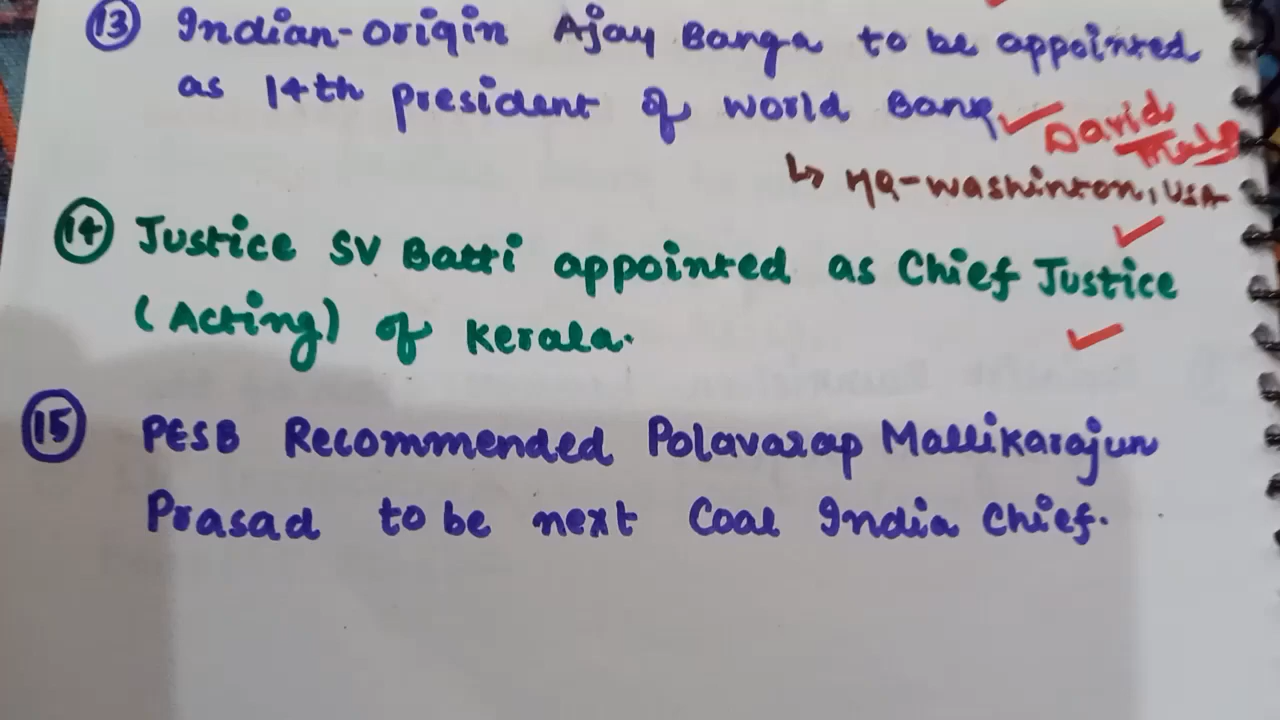 13 Indian-origin Ajay Banga to be appointed
as 14th president of World Bank
David
↳ HQ-Washinton, USA
14 Justice SV Batti appointed as Chief Justice
(Acting) of Kerala.
15 PESB Recommended Polavarap Mallikarajun
Prasad to be next Coal India Chief.